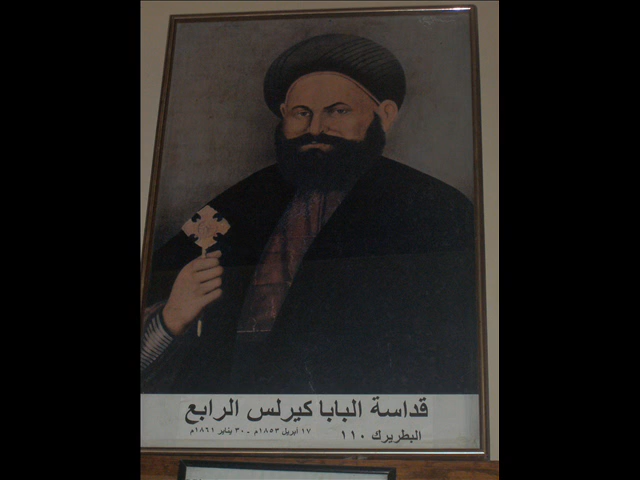 قداسة البابا كيرلس الرابع
البطريرك ١١٠
١٧ ابريل ١٨٥٣م - ٣٠ يناير ١٨٦١م